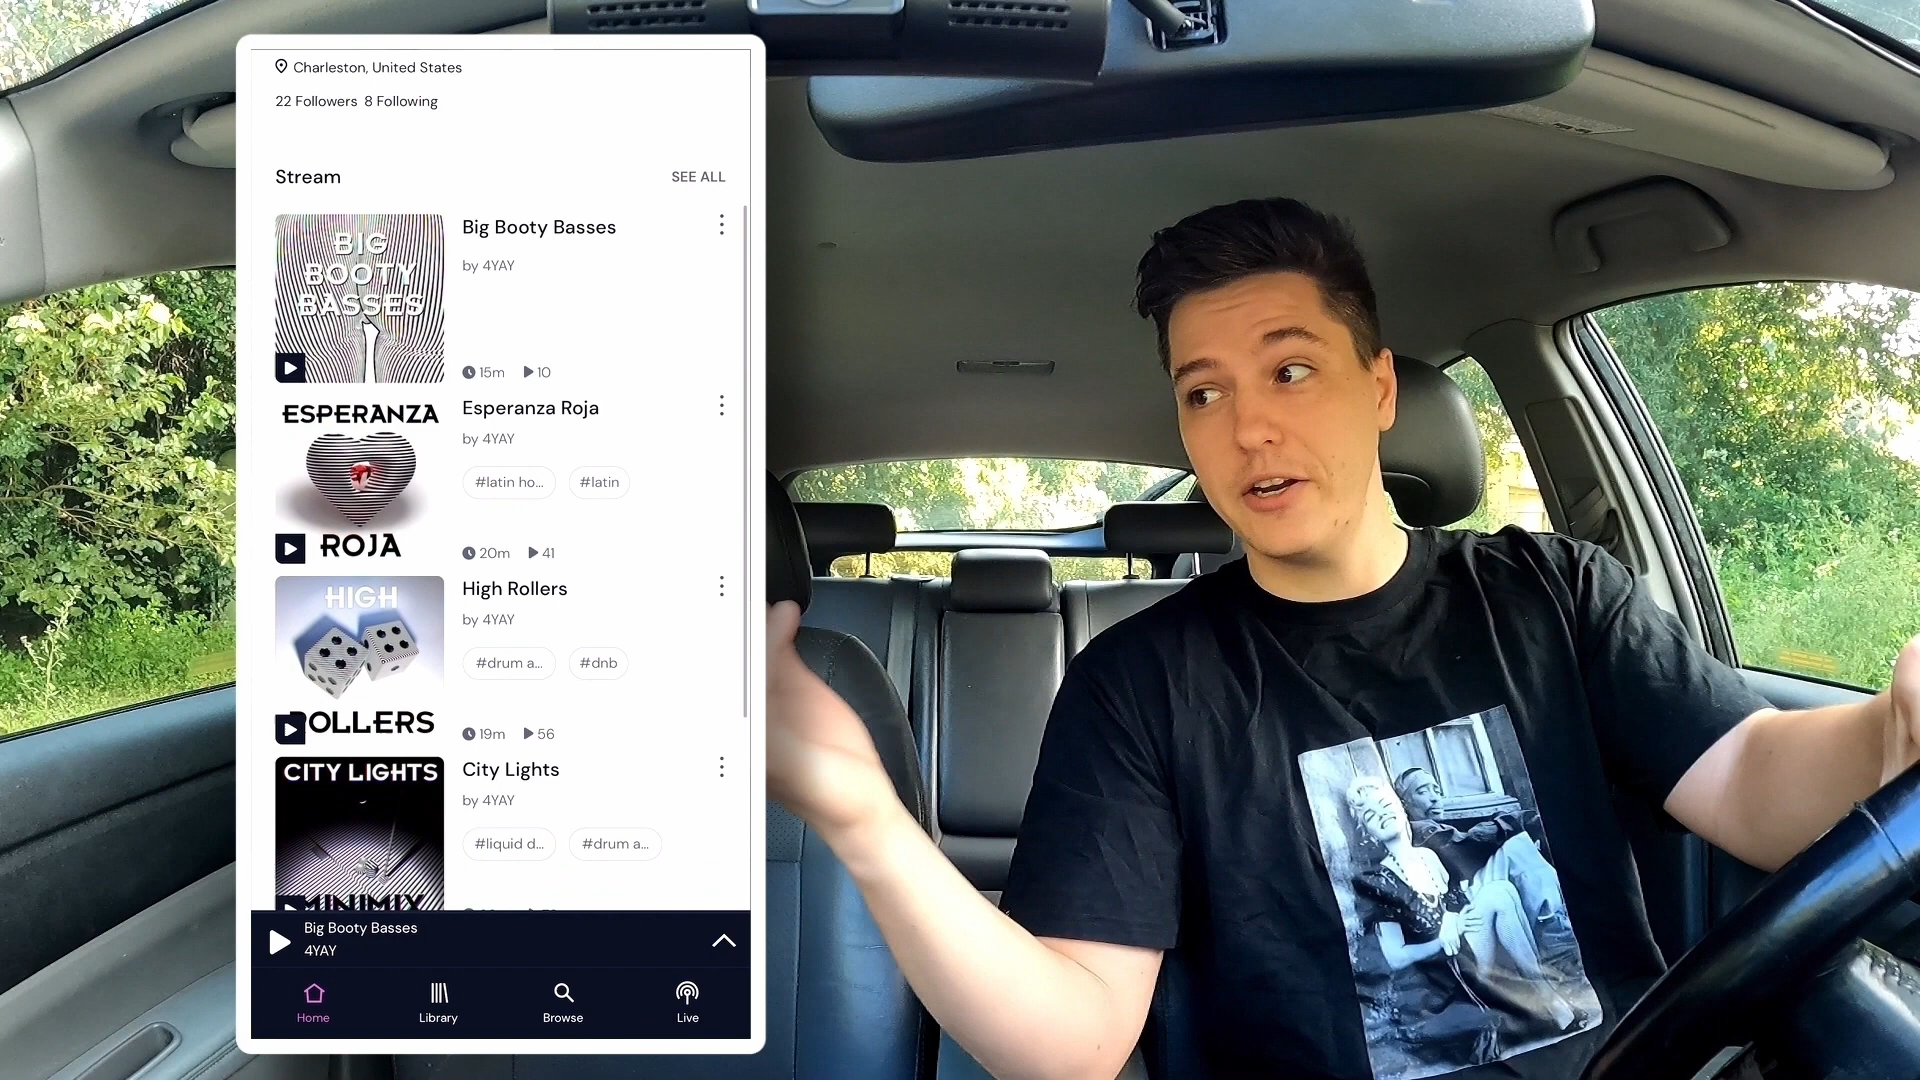 Charleston, United States
22 Followers 8 Following
Stream
SEE ALL
BIG
BOOTY
BASSES
Big Booty Basses
by 4YAY
15m
10
ESPERANZA
ROJA
Esperanza Roja
by 4YAY
#latin ho...
#latin
20m
41
HIGH
ROLLERS
High Rollers
by 4YAY
#drum a...
#dnb
19m
56
CITY LIGHTS
MINIMIX
City Lights
by 4YAY
#liquid d...
#drum a...
Big Booty Basses
4YAY
Home
Library
Browse
Live